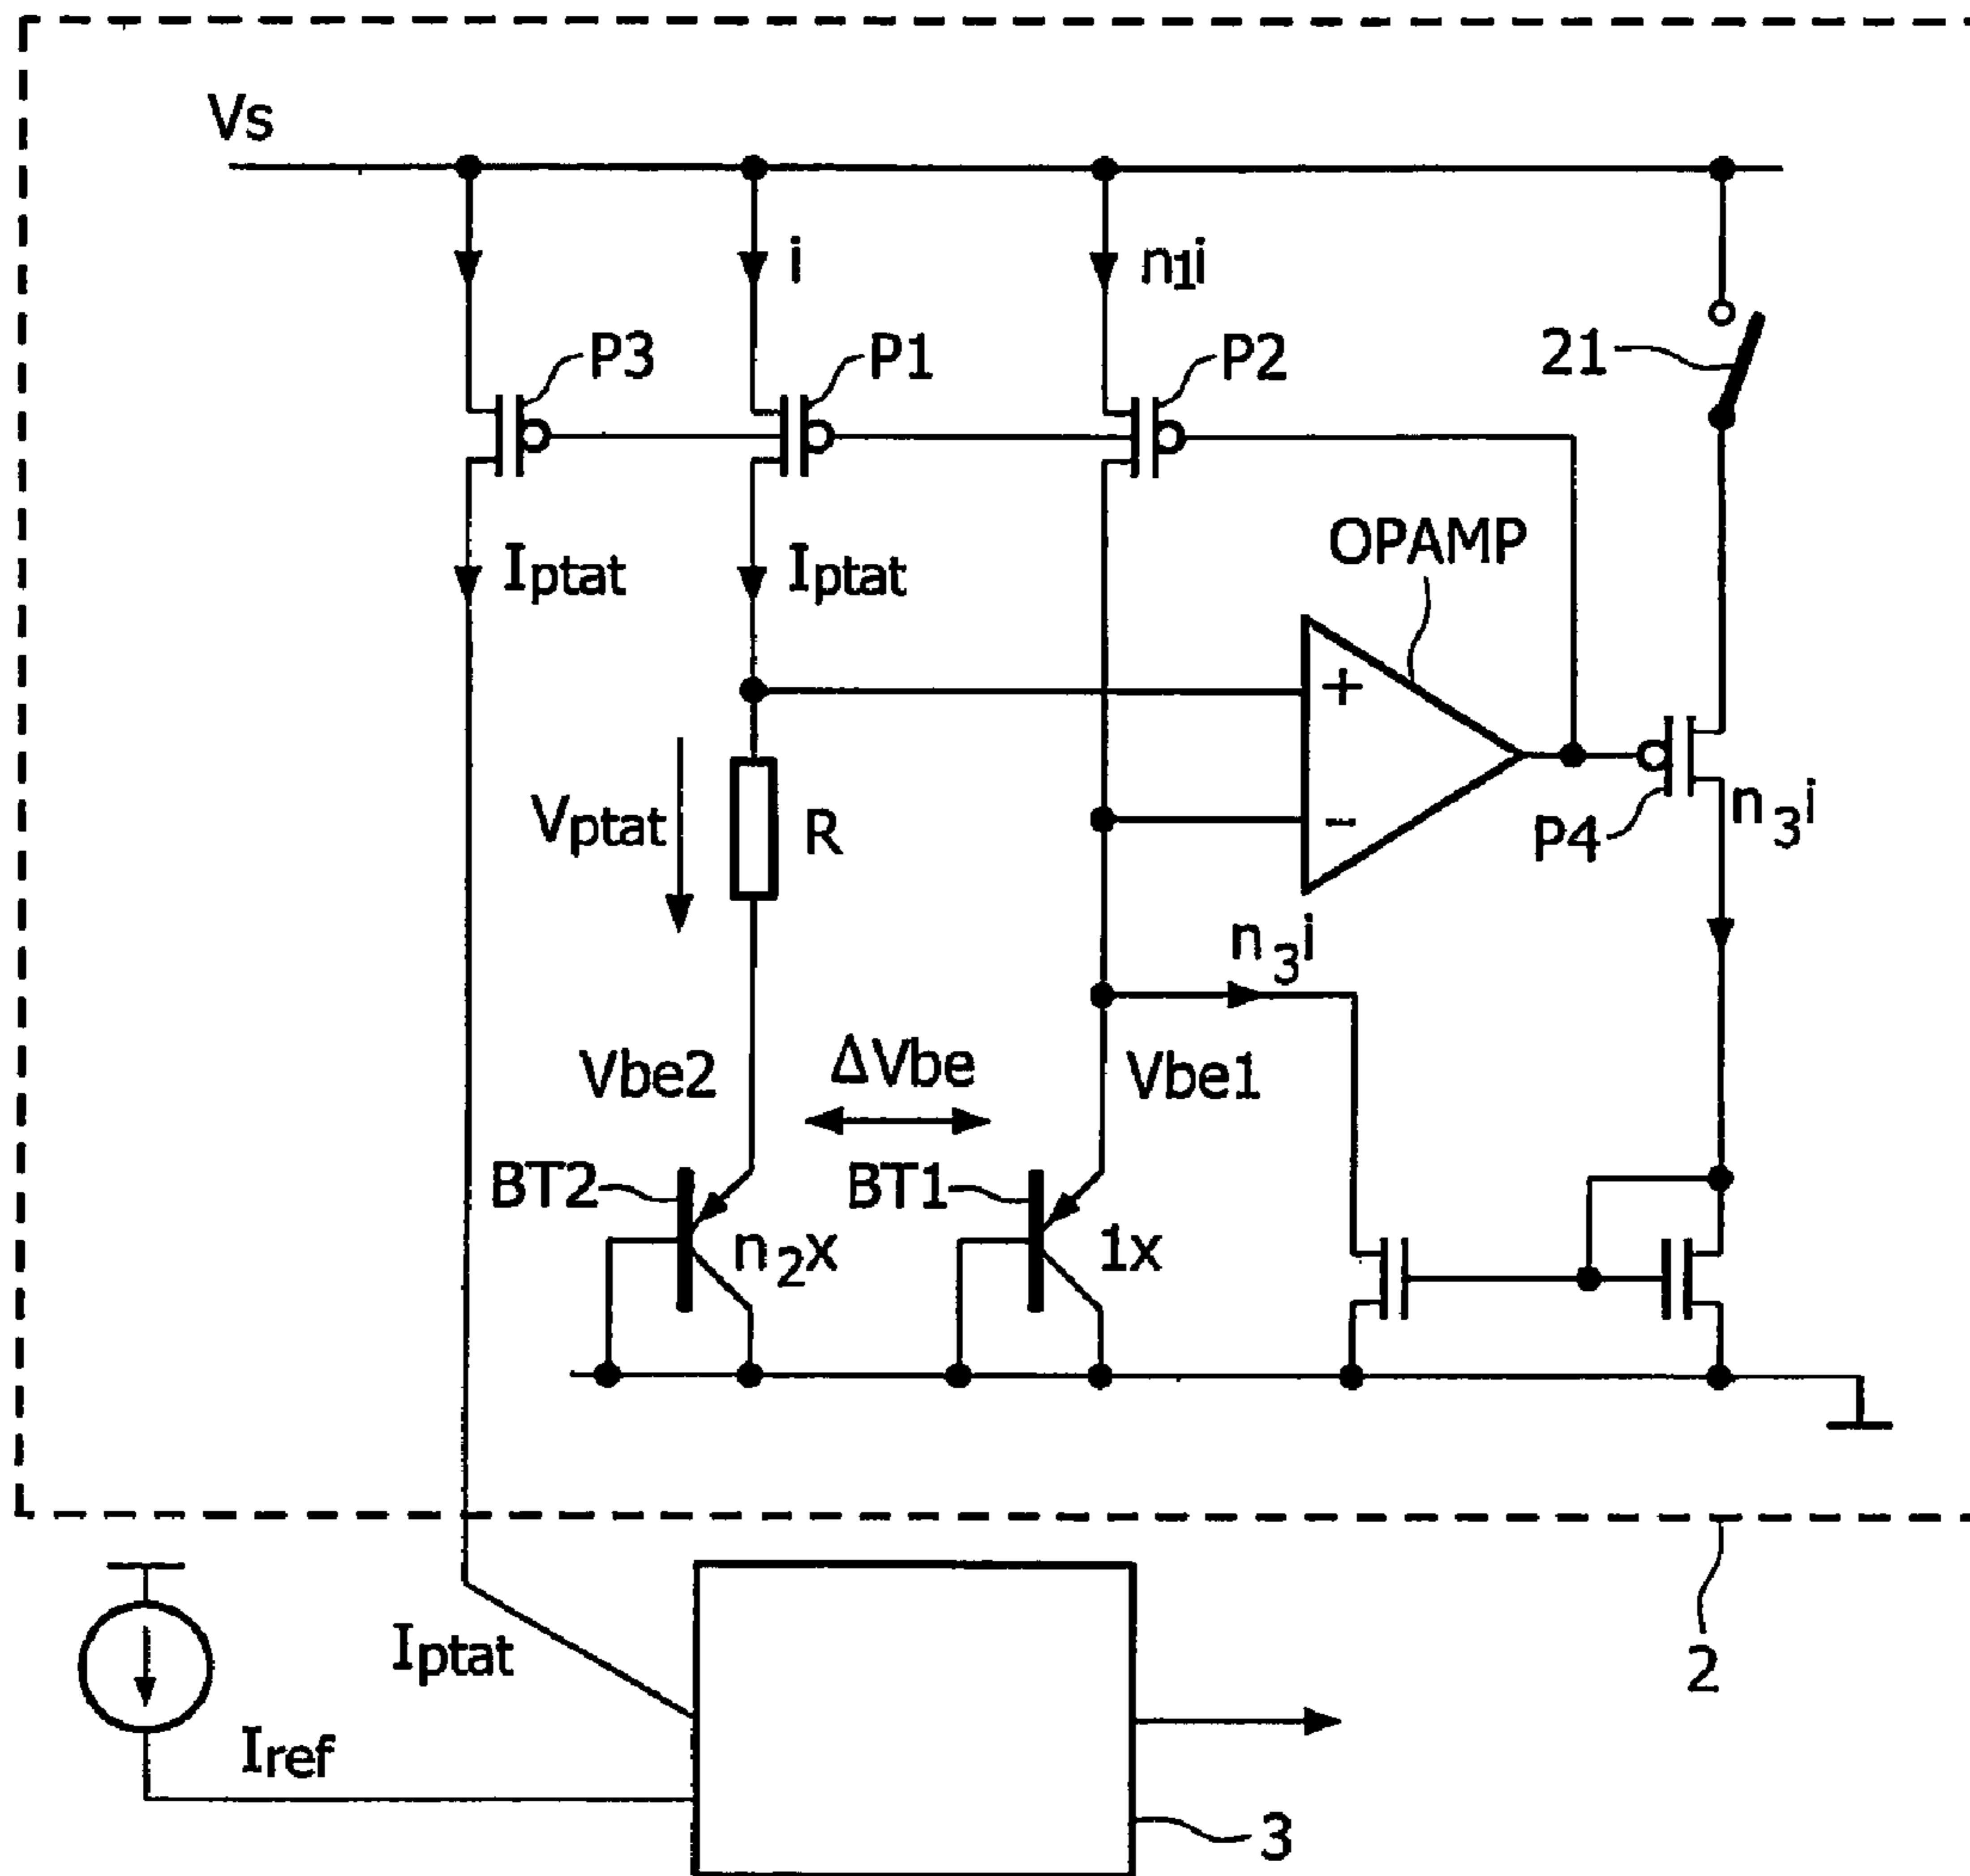 Vs
i
n₁i
P3
P1
P2
21
OPAMP
Iptat
Iptat
+
Vptat
R
−
P4
n₃i
n₃i
Vbe2
ΔVbe
Vbe1
BT2
BT1
n₂x
1x
Iptat
2
Iref
3